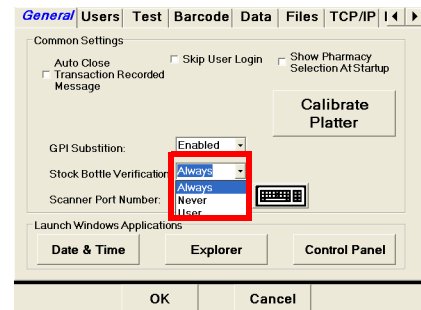 General Users Test Barcode Data Files TCP/IP
Common Settings
Auto Close Transaction Recorded Message
Skip User Login
Show Pharmacy Selection At Startup
Calibrate Platter
GPI Substition: Enabled
Stock Bottle Verification Always
Always
Never
User
Scanner Port Number:
Launch Windows Applications
Date & Time Explorer Control Panel
OK Cancel